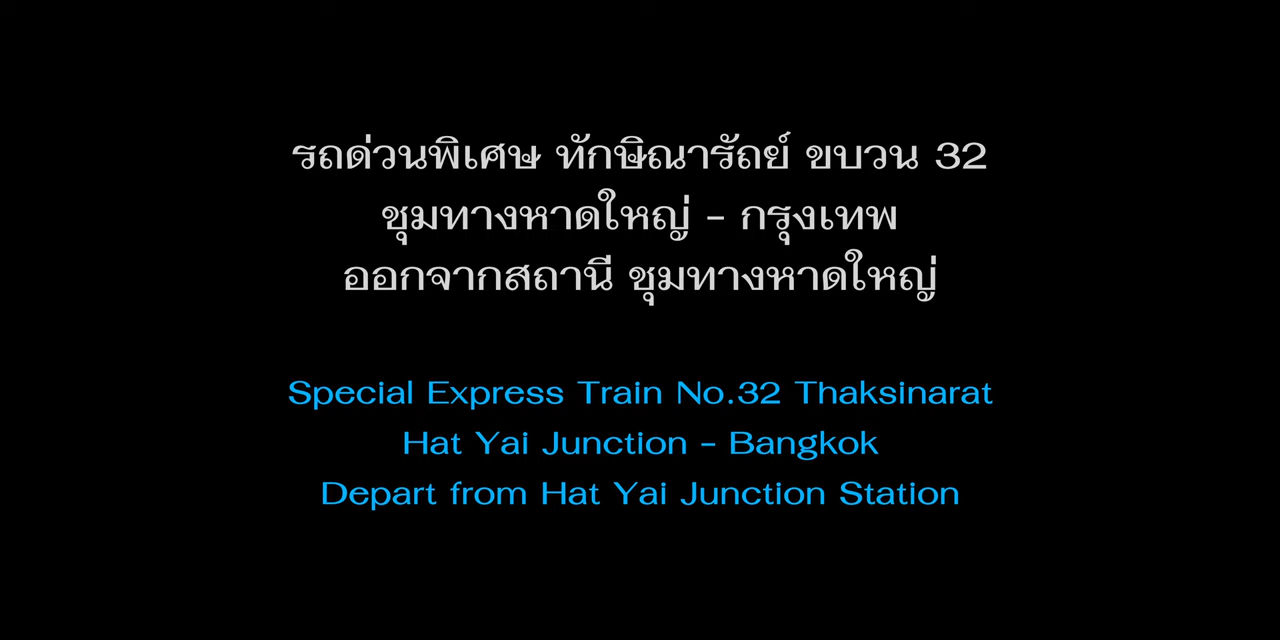 รถด่วนพิเศษ ทักษิณารัถย์ ขบวน 32
ชุมทางหาดใหญ่ - กรุงเทพ
ออกจากสถานี ชุมทางหาดใหญ่
Special Express Train No.32 Thaksinarat
Hat Yai Junction - Bangkok
Depart from Hat Yai Junction Station